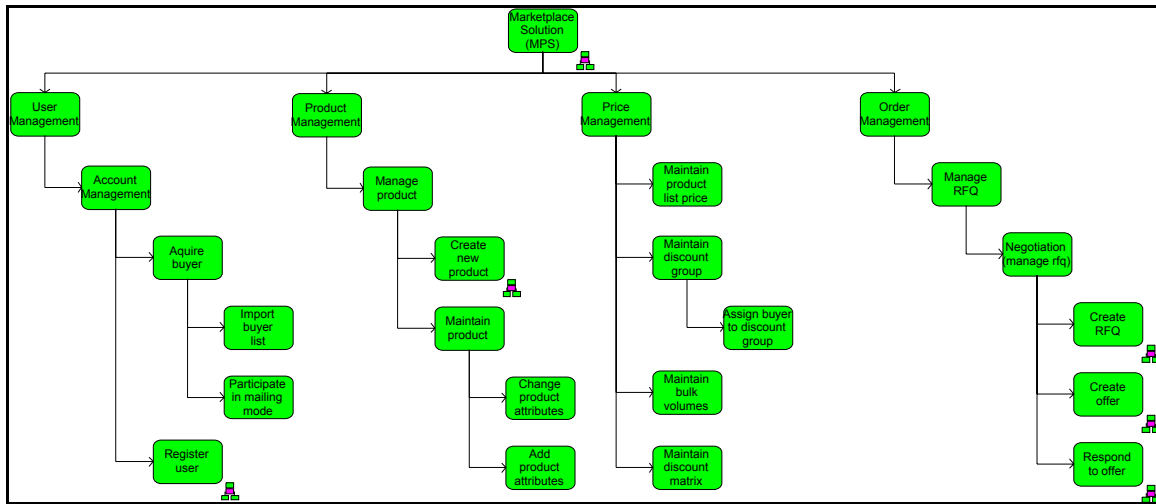 Marketplace
Solution
(MPS)
User
Management
Product
Management
Price
Management
Order
Management
Account
Management
Manage
product
Maintain
product
list price
Manage
RFQ
Aquire
buyer
Create
new
product
Maintain
discount
group
Negotiation
(manage rfq)
Import
buyer
list
Maintain
product
Assign buyer
to discount
group
Create
RFQ
Participate
in mailing
mode
Change
product
attributes
Maintain
bulk
volumes
Create
offer
Register
user
Add
product
attributes
Maintain
discount
matrix
Respond
to offer